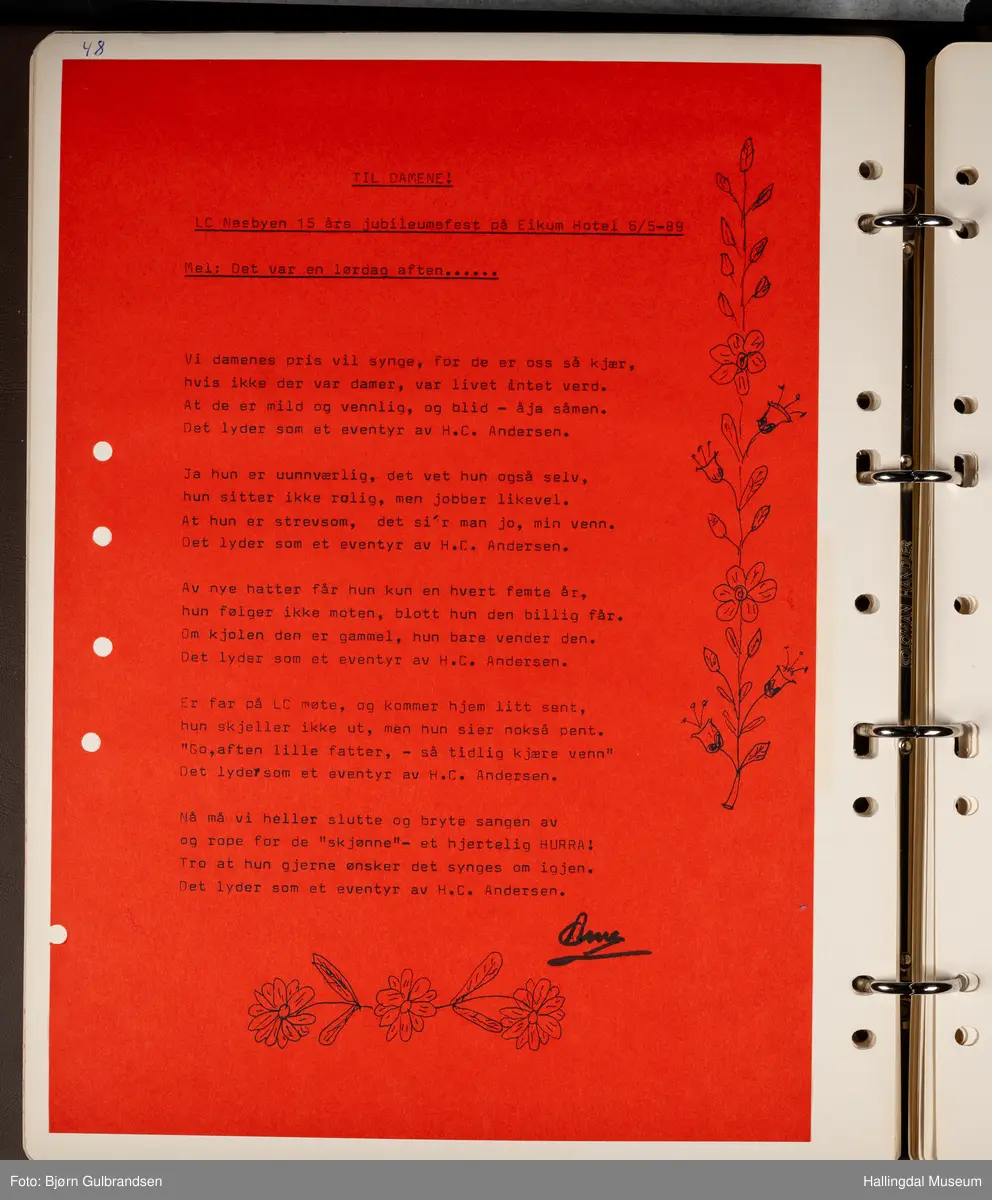 48
TIL DAMENE!
LC Nesbyen 15 års jubileumsfest på Eikum Hotel 6/5-89
Mel: Det var en lørdag aften......
Vi damenes pris vil synge, for de er oss så kjær,
hvis ikke der var damer, var livet intet verd.
At de er mild og vennlig, og blid - åja såmen.
Det lyder som et eventyr av H.C. Andersen.
Ja hun er uunnværlig, det vet hun også selv,
hun sitter ikke rolig, men jobber likevel.
At hun er strevsom, det si'r man jo, min venn.
Det lyder som et eventyr av H.C. Andersen.
Av nye hatter får hun kun en hvert femte år,
hun følger ikke moten, blott hun den billig får.
Om kjolen den er gammel, hun bare vender den.
Det lyder som et eventyr av H.C. Andersen.
Er far på LC møte, og kommer hjem litt sent,
hun skjeller ikke ut, men hun sier nokså pent.
"Go,aften lille fatter, - så tidlig kjære venn"
Det lyder som et eventyr av H.C. Andersen.
Nå må vi heller slutte og bryte sangen av
og rope for de "skjønne"- et hjertelig HURRA!
Tro at hun gjerne ønsker det synges om igjen.
Det lyder som et eventyr av H.C. Andersen.
Foto: Bjørn Gulbrandsen
Hallingdal Museum